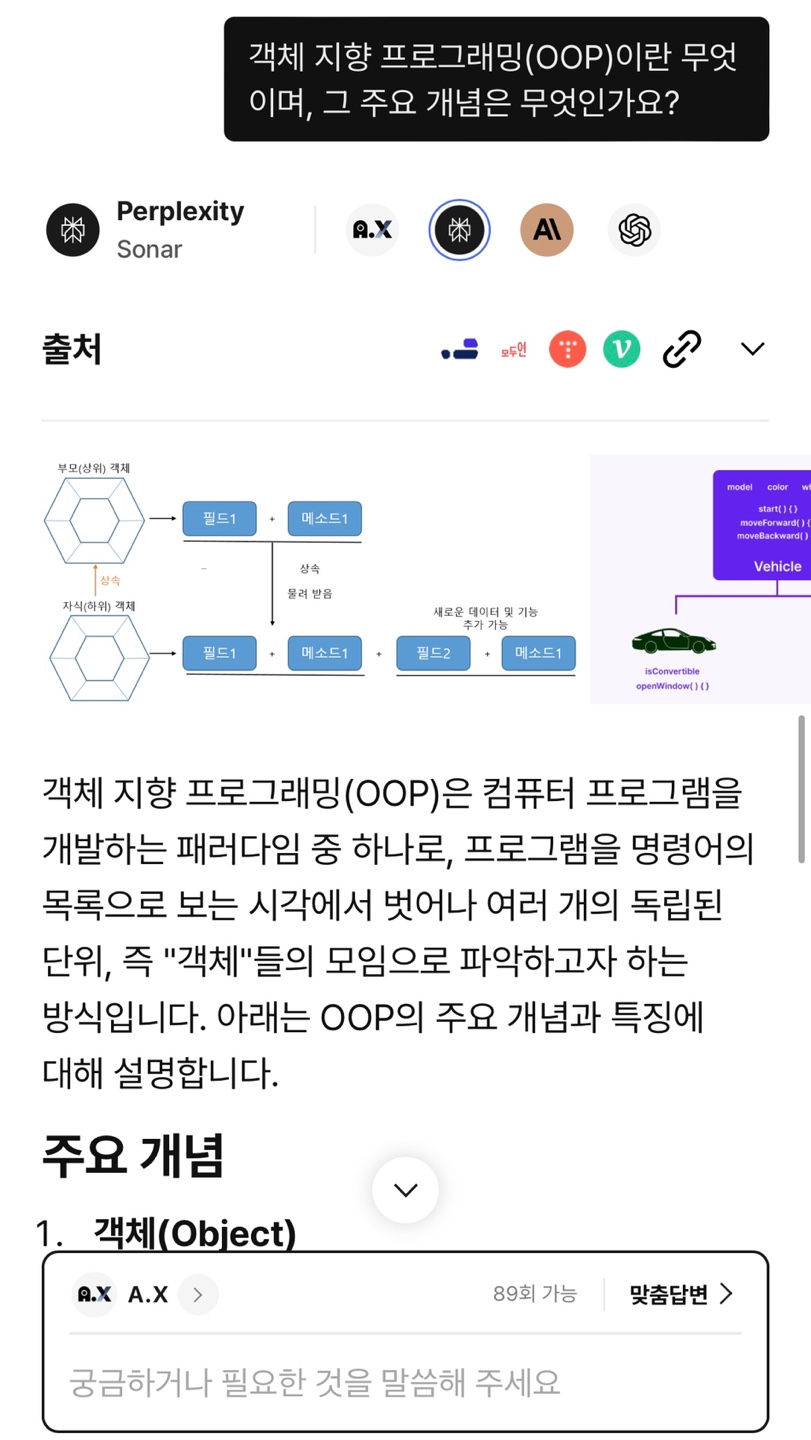 객체 지향 프로그래밍(OOP)이란 무엇
이며, 그 주요 개념은 무엇인가요?
Perplexity
Sonar
A.X
출처
모두연
부모(상위) 객체
필드1 + 메소드1
상속
상속
물려 받음
자식(하위) 객체
새로운 데이터 및 기능
추가 가능
필드1 + 메소드1 + 필드2 + 메소드1
model color wh
start( ) { }
moveForward( ) {
moveBackward( )
Vehicle
isConvertible
openWindow( ) { }
객체 지향 프로그래밍(OOP)은 컴퓨터 프로그램을
개발하는 패러다임 중 하나로, 프로그램을 명령어의
목록으로 보는 시각에서 벗어나 여러 개의 독립된
단위, 즉 "객체"들의 모임으로 파악하고자 하는
방식입니다. 아래는 OOP의 주요 개념과 특징에
대해 설명합니다.
주요 개념
1. 객체(Object)
A.X A.X 89회 가능 맞춤답변
궁금하거나 필요한 것을 말씀해 주세요